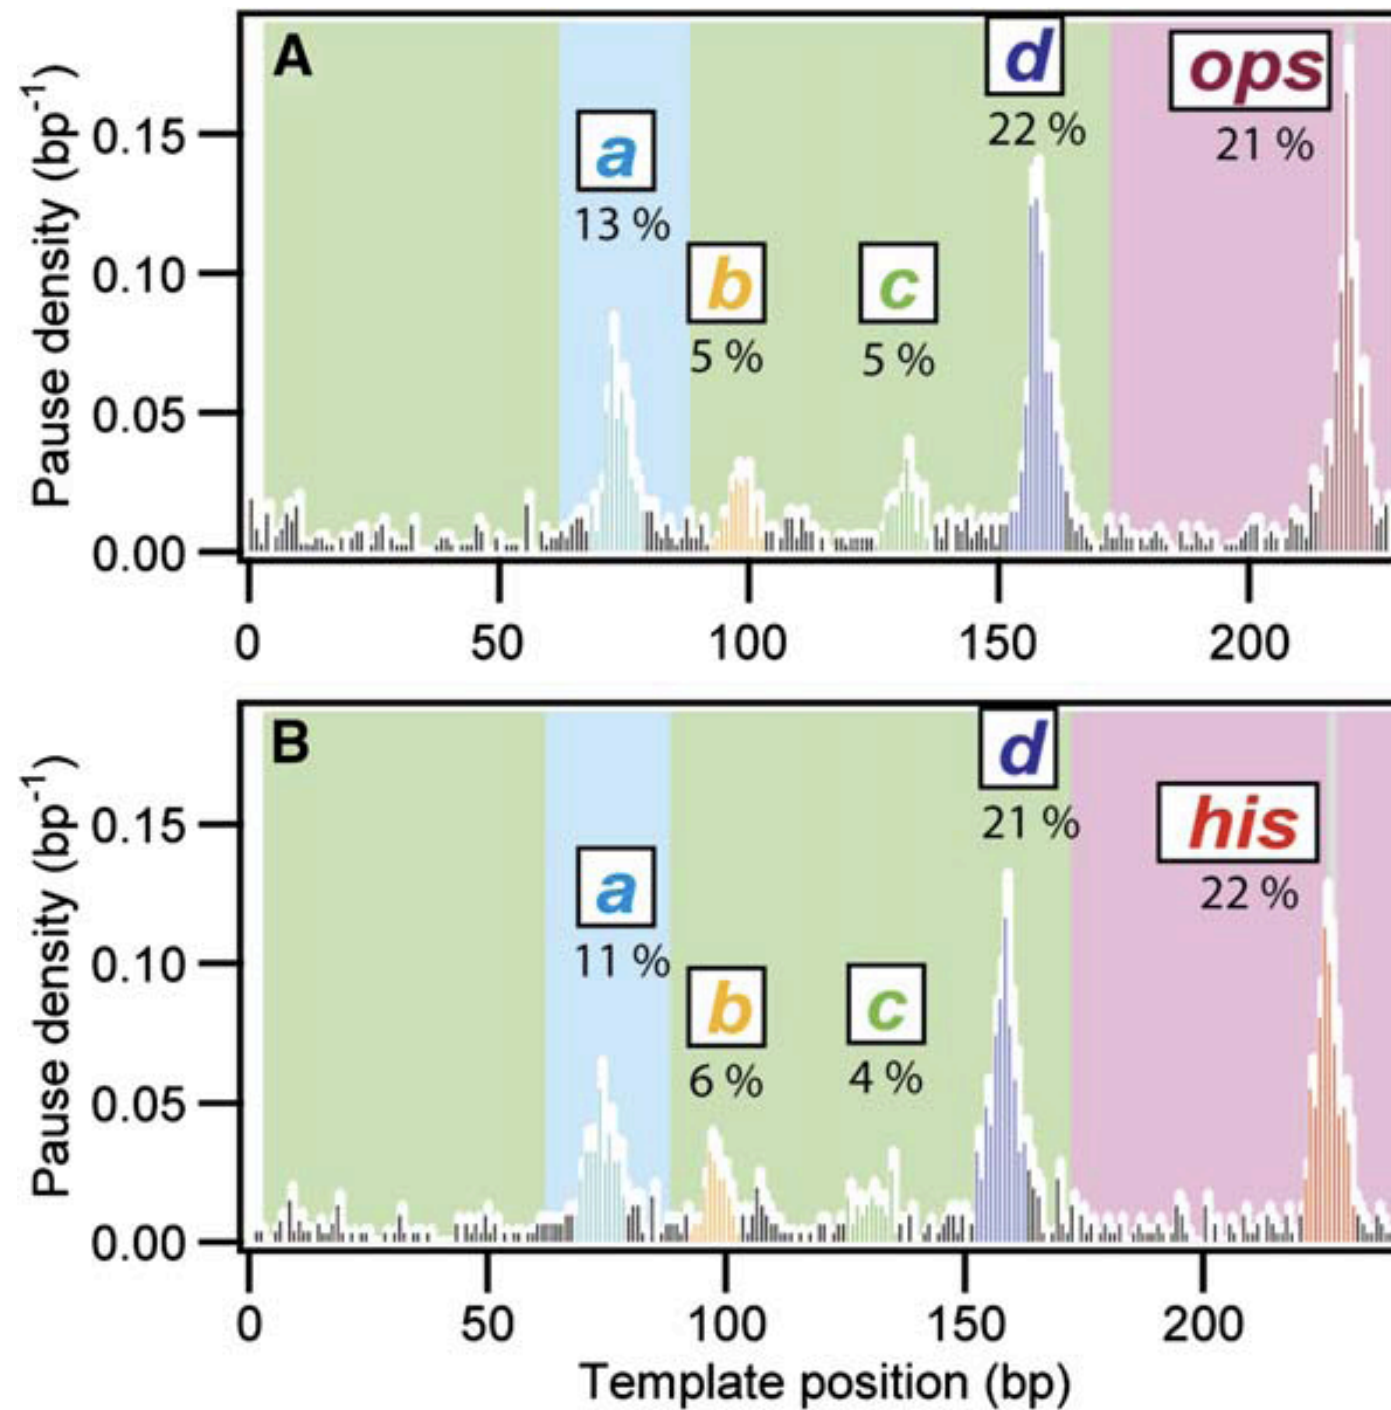 A
d
ops
22 %
21 %
a
13 %
b
c
5 %
5 %
Pause density (bp-1)
0.15
0.10
0.05
0.00
0
50
100
150
200
B
d
21 %
his
22 %
a
11 %
b
c
6 %
4 %
Pause density (bp-1)
0.15
0.10
0.05
0.00
0
50
100
150
200
Template position (bp)